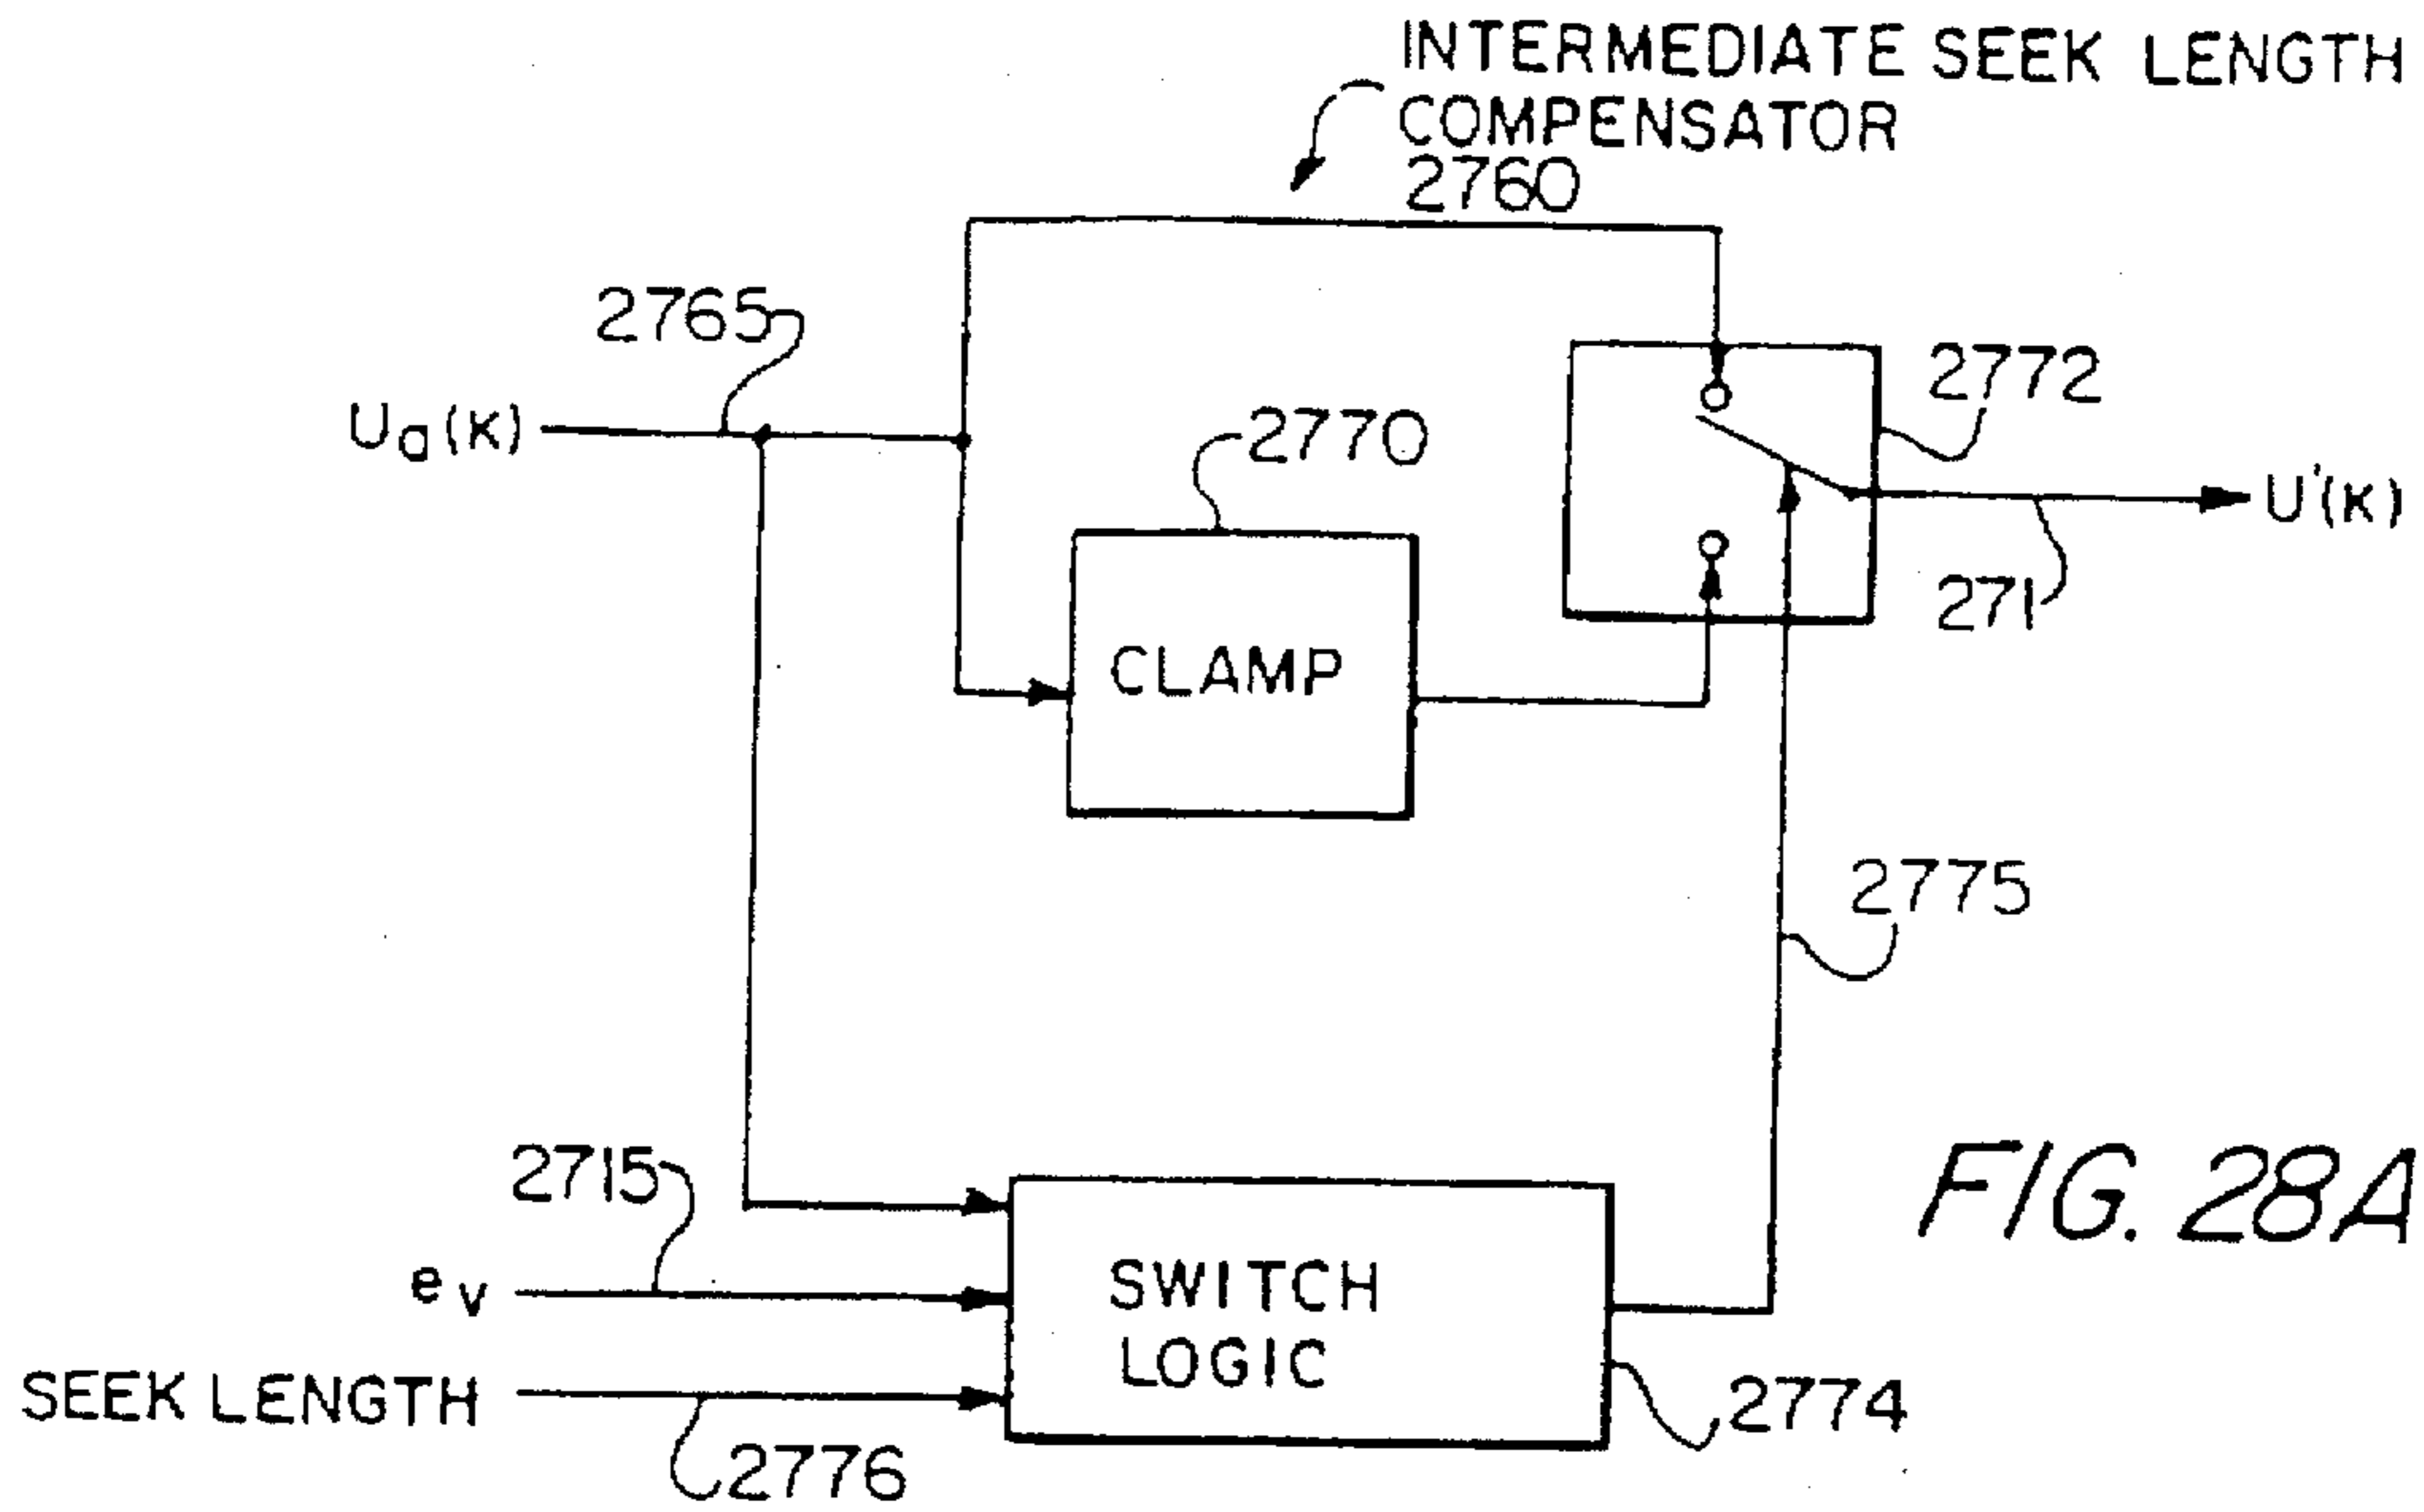 INTERMEDIATE SEEK LENGTH
COMPENSATOR
2760
2765
Ua(K)
2770
2772
U'(K)
271
CLAMP
2775
2715
ev
SWITCH
LOGIC
SEEK LENGTH
2776
2774
FIG. 28A